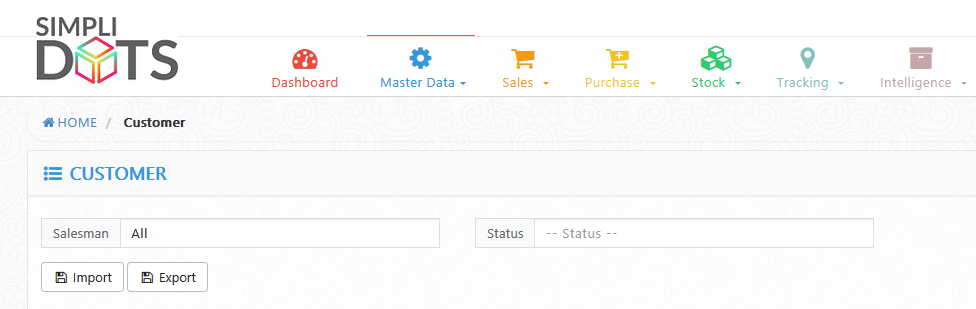 SIMPLI
DOTS
Dashboard
Master Data
Sales
Purchase
Stock
Tracking
Intelligence
HOME / Customer
CUSTOMER
Salesman All
Status -- Status --
Import Export